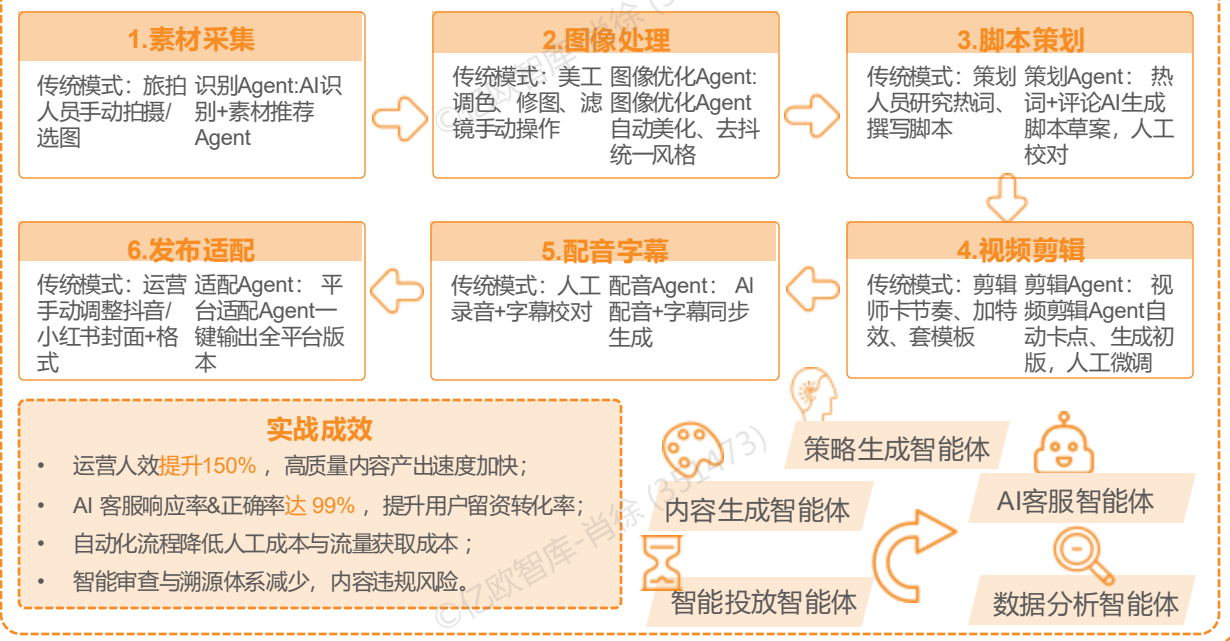 1.素材采集
传统模式：旅拍
人员手动拍摄/
选图
识别Agent:AI识
别+素材推荐
Agent
2.图像处理
传统模式：美工
调色、修图、滤
镜手动操作
图像优化Agent:
图像优化Agent
自动美化、去抖
统一风格
3.脚本策划
传统模式：策划
人员研究热词、
撰写脚本
策划Agent： 热
词+评论AI生成
脚本草案，人工
校对
6.发布适配
传统模式：运营
手动调整抖音/
小红书封面+格
式
适配Agent： 平
台适配Agent一
键输出全平台版
本
5.配音字幕
传统模式：人工
录音+字幕校对
配音Agent： AI
配音+字幕同步
生成
4.视频剪辑
传统模式：剪辑
师卡节奏、加特
效、套模板
剪辑Agent： 视
频剪辑Agent自
动卡点、生成初
版，人工微调
实战成效
• 运营人效提升150% ，高质量内容产出速度加快；
• AI 客服响应率&正确率达 99% ，提升用户留资转化率；
• 自动化流程降低人工成本与流量获取成本；
• 智能审查与溯源体系减少，内容违规风险。
策略生成智能体
内容生成智能体
AI客服智能体
智能投放智能体
数据分析智能体
©亿欧智库-肖徐 (351473)